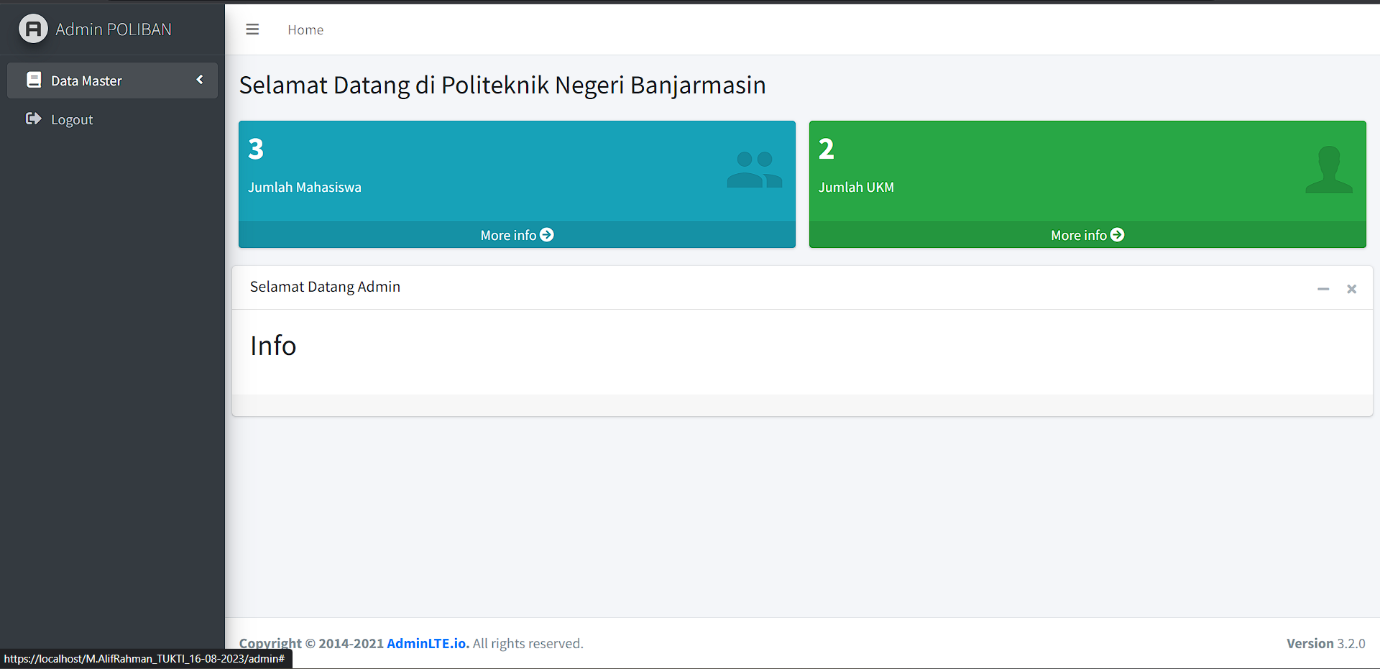 Admin POLIBAN
Home
Data Master
Logout
Selamat Datang di Politeknik Negeri Banjarmasin
3
Jumlah Mahasiswa
More info
2
Jumlah UKM
More info
Selamat Datang Admin
Info
Copyright © 2014-2021 AdminLTE.io. All rights reserved.
Version 3.2.0
https://localhost/M.AlifRahman_TUKTI_16-08-2023/admin#